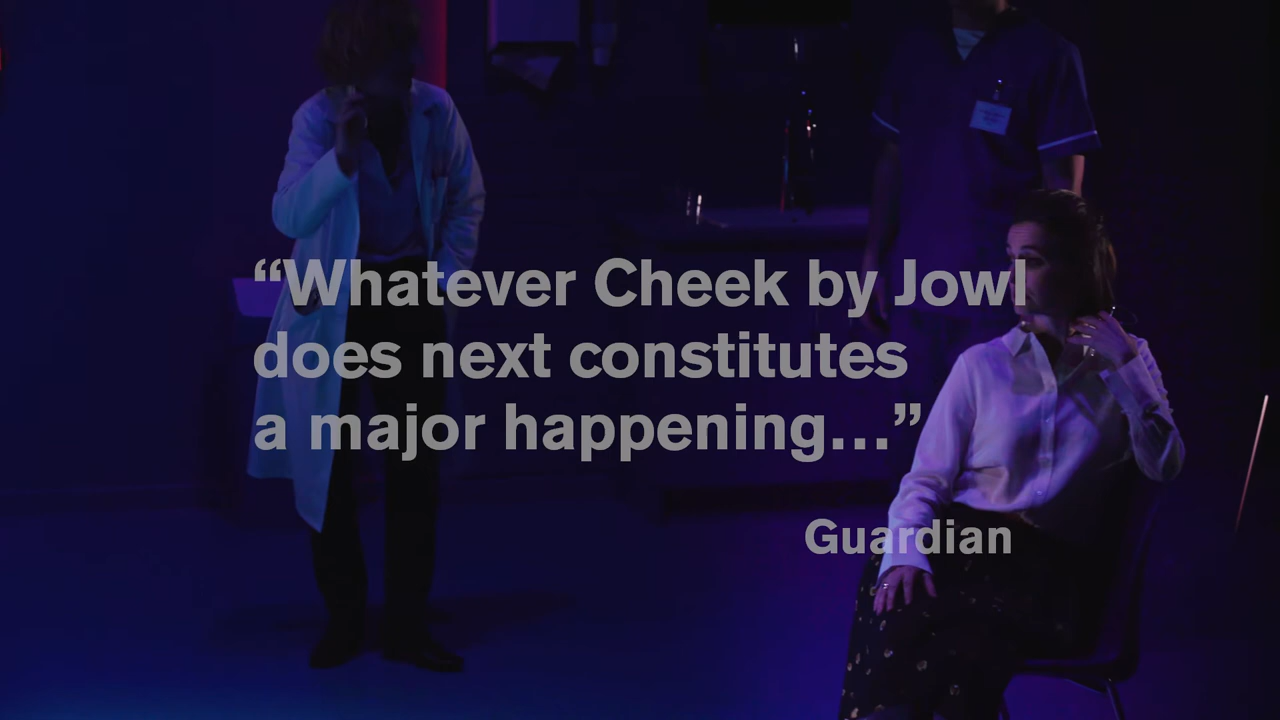 “Whatever Cheek by Jowl
does next constitutes
a major happening…”
Guardian